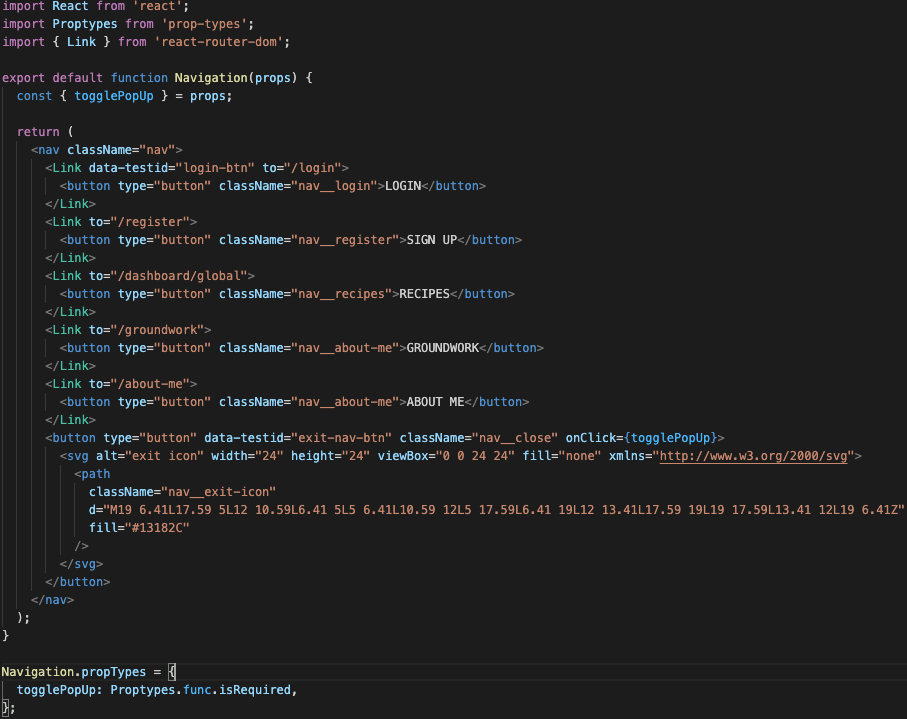 import React from 'react';
import Proptypes from 'prop-types';
import { Link } from 'react-router-dom';

export default function Navigation(props) {
  const { togglePopUp } = props;

  return (
    <nav className="nav">
      <Link data-testid="login-btn" to="/login">
        <button type="button" className="nav__login">LOGIN</button>
      </Link>
      <Link to="/register">
        <button type="button" className="nav__register">SIGN UP</button>
      </Link>
      <Link to="/dashboard/global">
        <button type="button" className="nav__recipes">RECIPES</button>
      </Link>
      <Link to="/groundwork">
        <button type="button" className="nav__about-me">GROUNDWORK</button>
      </Link>
      <Link to="/about-me">
        <button type="button" className="nav__about-me">ABOUT ME</button>
      </Link>
      <button type="button" data-testid="exit-nav-btn" className="nav__close" onClick={togglePopUp}>
        <svg alt="exit icon" width="24" height="24" viewBox="0 0 24 24" fill="none" xmlns="http://www.w3.org/2000/svg">
          <path
            className="nav__exit-icon"
            d="M19 6.41L17.59 5L12 10.59L6.41 5L5 6.41L10.59 12L5 17.59L6.41 19L12 13.41L17.59 19L19 17.59L13.41 12L19 6.41Z"
            fill="#13182C"
          />
        </svg>
      </button>
    </nav>
  );
}

Navigation.propTypes = {
  togglePopUp: Proptypes.func.isRequired,
};